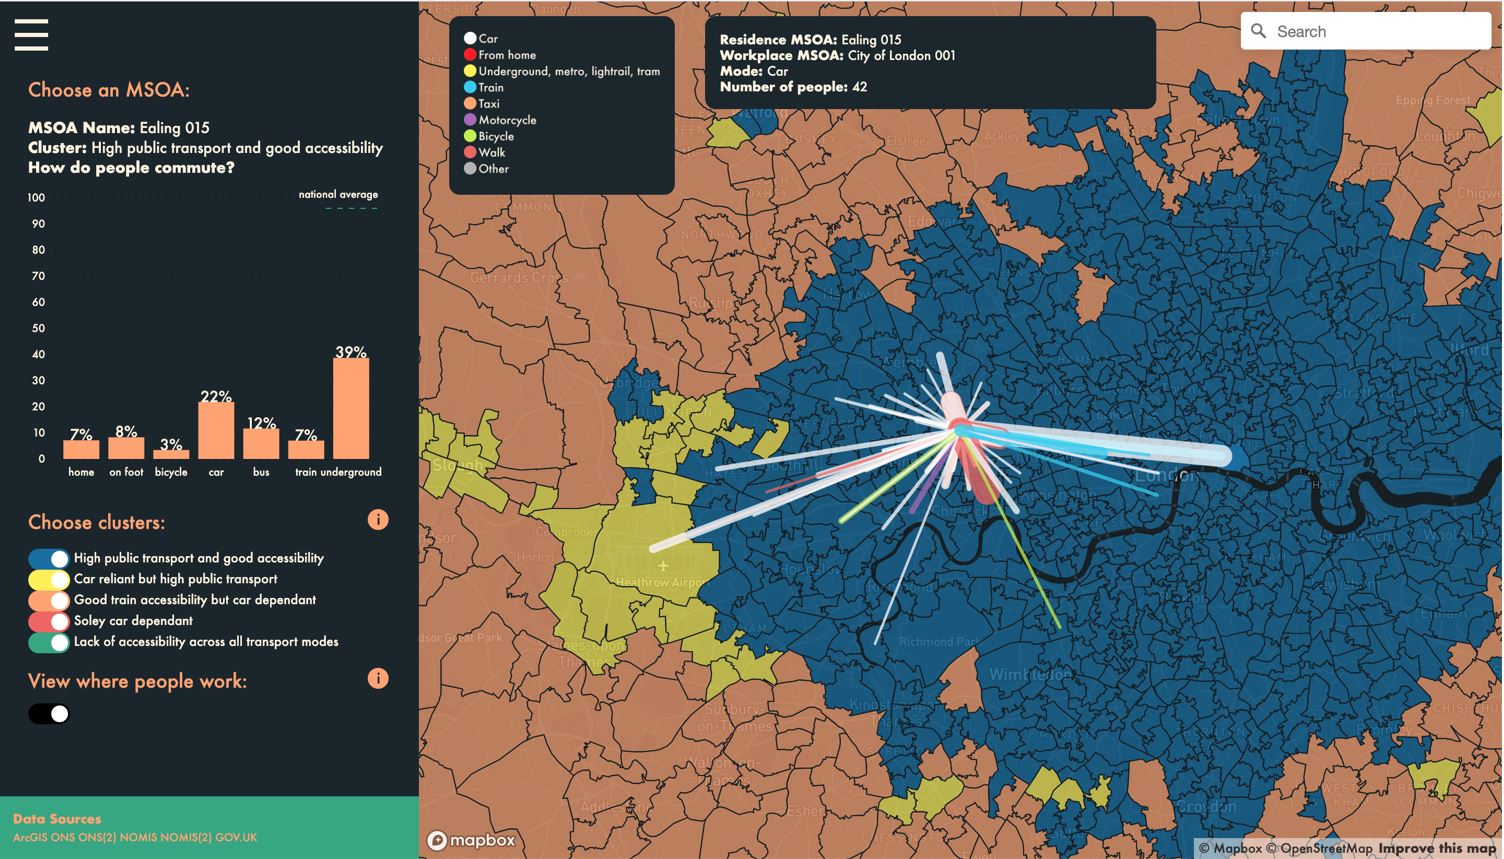 Choose an MSOA:
MSOA Name: Ealing 015
Cluster: High public transport and good accessibility
How do people commute?
national average
100
90
80
70
60
50
40
30
20
10
0
7%
8%
3%
22%
12%
7%
39%
home on foot bicycle car bus train underground
Choose clusters:
i
High public transport and good accessibility
Car reliant but high public transport
Good train accessibility but car dependant
Soley car dependant
Lack of accessibility across all transport modes
View where people work:
i
Data Sources
ArcGIS ONS ONS(2) NOMIS NOMIS(2) GOV.UK
Car
From home
Underground, metro, lightrail, tram
Train
Taxi
Motorcycle
Bicycle
Walk
Other
Residence MSOA: Ealing 015
Workplace MSOA: City of London 001
Mode: Car
Number of people: 42
Search
Epping Forest
Elstree
Arkley
Gerrards Cross
Ruislip
Slough
London
Horton
Heathrow Airport
Richmond Park
Wimbledon
Sunbury-
on-Thames
Walton-on-
Thames
Esher
Croydon
mapbox
© Mapbox © OpenStreetMap Improve this map